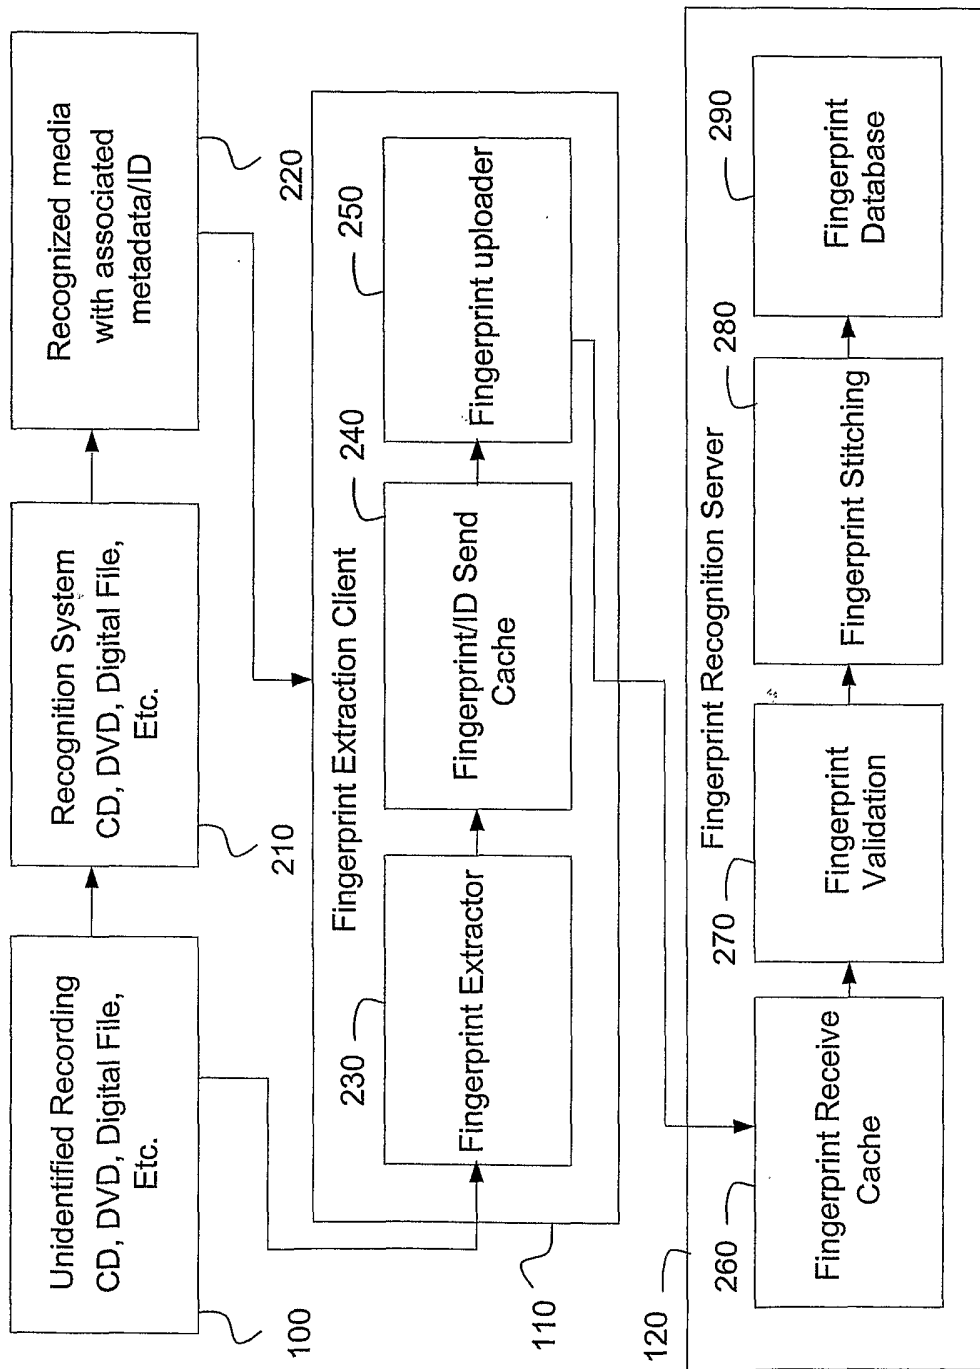 Unidentified Recording
CD, DVD, Digital File,
Etc.
100
Recognition System
CD, DVD, Digital File,
Etc.
210
Recognized media
with associated
metadata/ID
220
Fingerprint Extraction Client
110
230
Fingerprint Extractor
240
Fingerprint/ID Send
Cache
250
Fingerprint uploader
Fingerprint Recognition Server
120
260
Fingerprint Receive
Cache
270
Fingerprint
Validation
280
Fingerprint Stitching
290
Fingerprint
Database